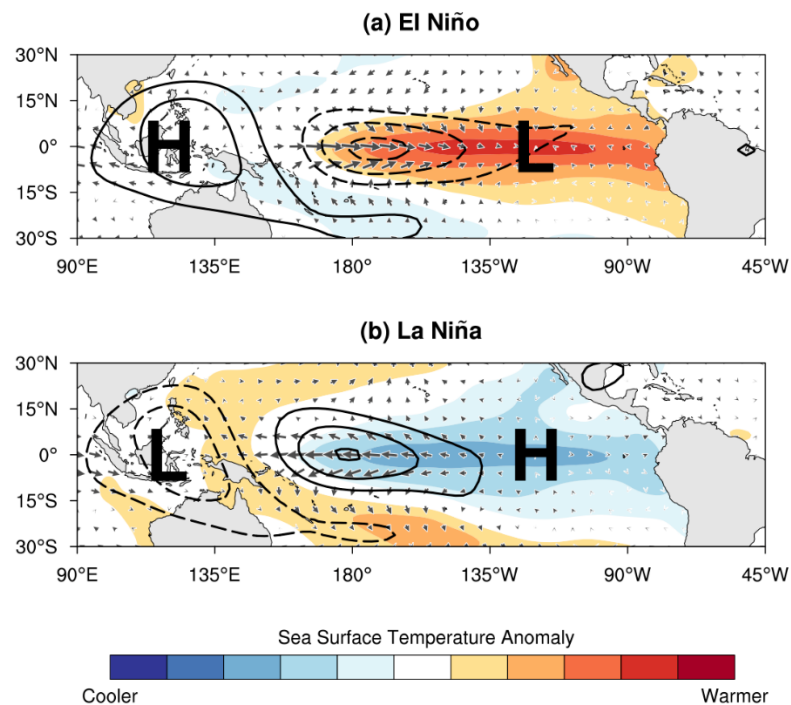 (a) El Niño
30°N
15°N
0°
15°S
30°S
H
L
90°E 135°E 180° 135°W 90°W 45°W
(b) La Niña
30°N
15°N
0°
15°S
30°S
L
H
90°E 135°E 180° 135°W 90°W 45°W
Sea Surface Temperature Anomaly
Cooler Warmer